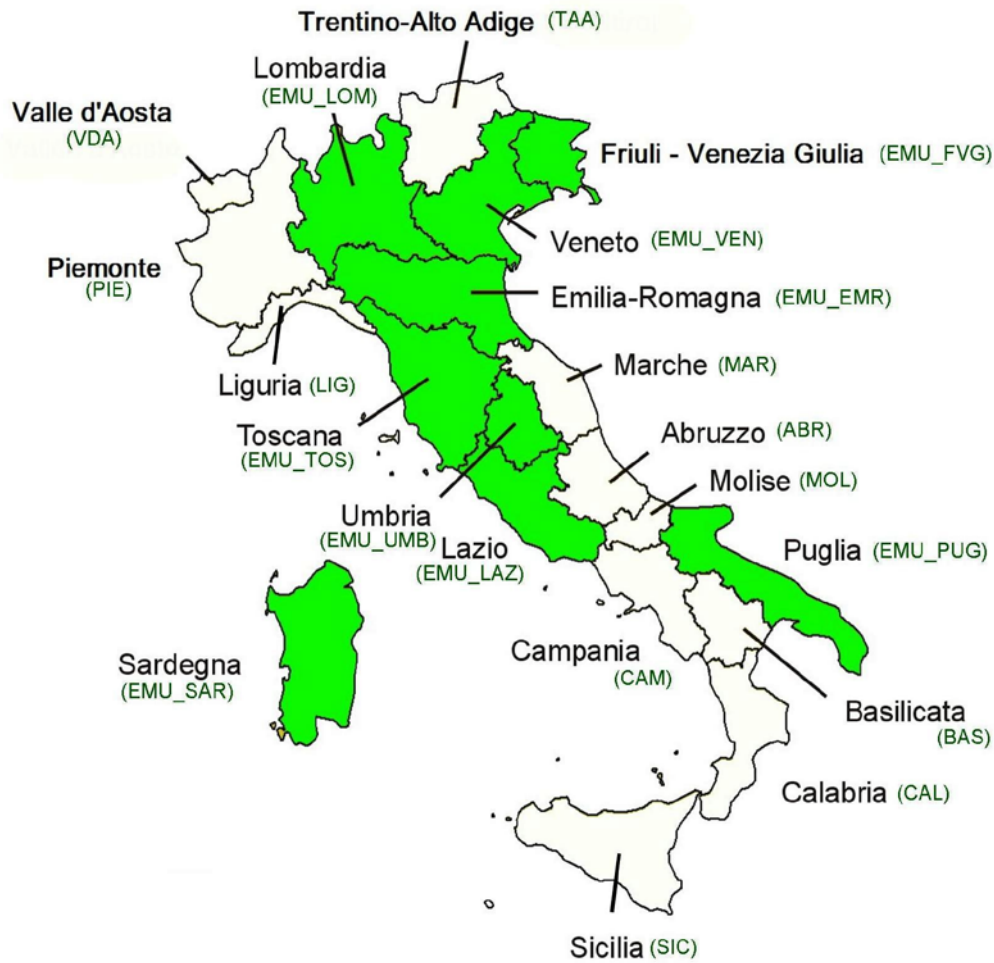 Trentino-Alto Adige (TAA)
Lombardia
(EMU_LOM)
Valle d'Aosta
(VDA)
Friuli - Venezia Giulia (EMU_FVG)
Veneto (EMU_VEN)
Piemonte
(PIE)
Emilia-Romagna (EMU_EMR)
Marche (MAR)
Liguria (LIG)
Toscana
(EMU_TOS)
Abruzzo (ABR)
Molise (MOL)
Umbria
(EMU_UMB)
Lazio
(EMU_LAZ)
Puglia (EMU_PUG)
Campania
(CAM)
Sardegna
(EMU_SAR)
Basilicata
(BAS)
Calabria (CAL)
Sicilia (SIC)